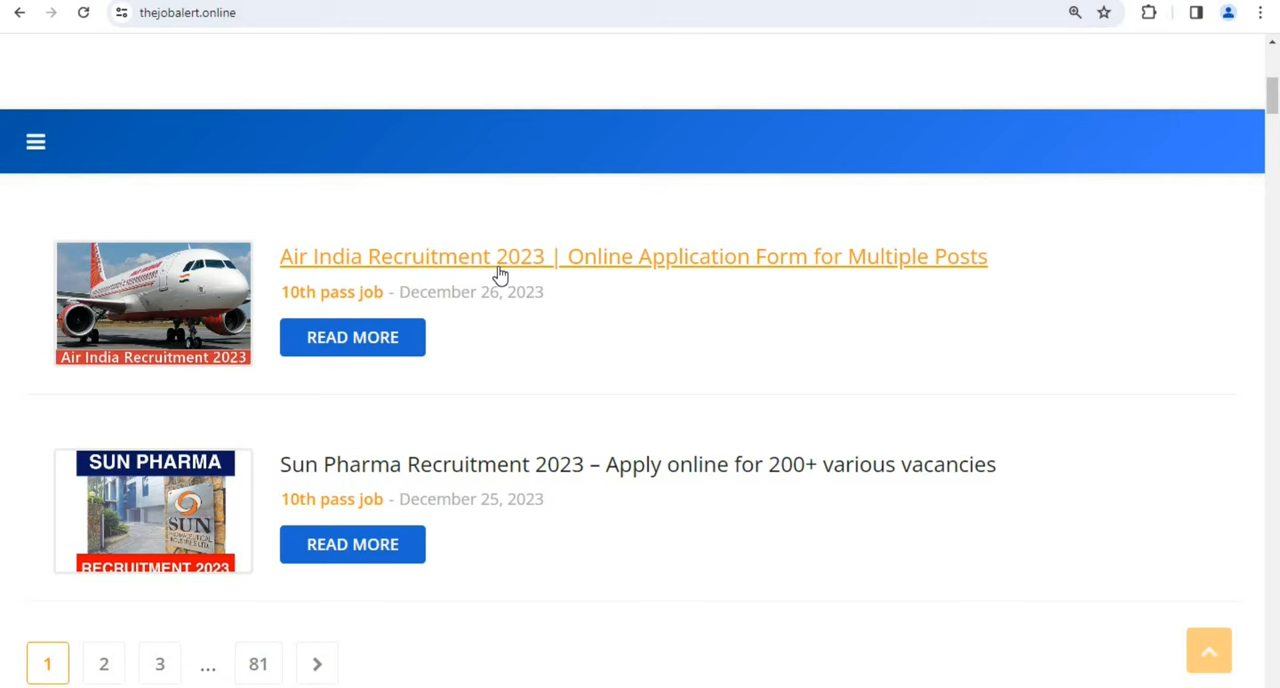 thejobalert.online
Air India Recruitment 2023 | Online Application Form for Multiple Posts
10th pass job - December 26, 2023
READ MORE
Air India Recruitment 2023
SUN PHARMA
SUN
RECRUITMENT 2023
Sun Pharma Recruitment 2023 – Apply online for 200+ various vacancies
10th pass job - December 25, 2023
READ MORE
1 2 3 ... 81